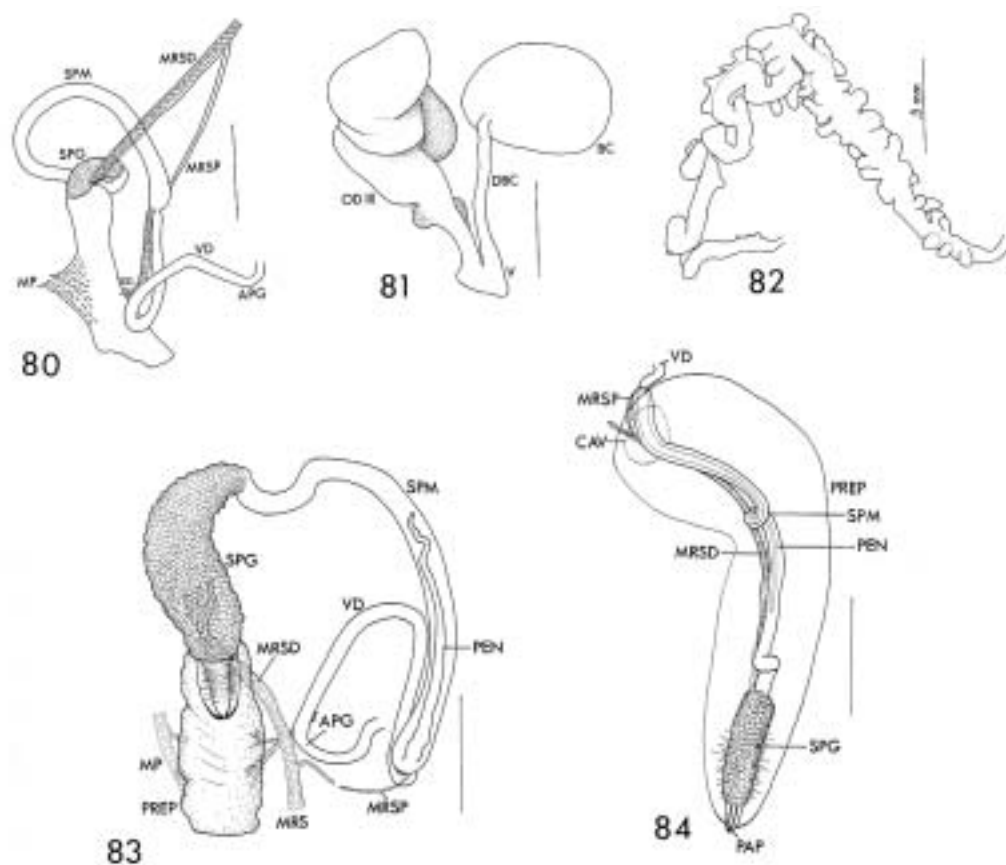 MRSD
SPM
SPG
MRSP
MP
VD
APG
80
BC
DBC
OD III
V
81
82
SPM
SPG
VD
MRSD
PEN
APG
MP
PREP
MRS
MRSP
83
VD
MRSP
CAV
PREP
SPM
PEN
MRSD
SPG
PAP
84